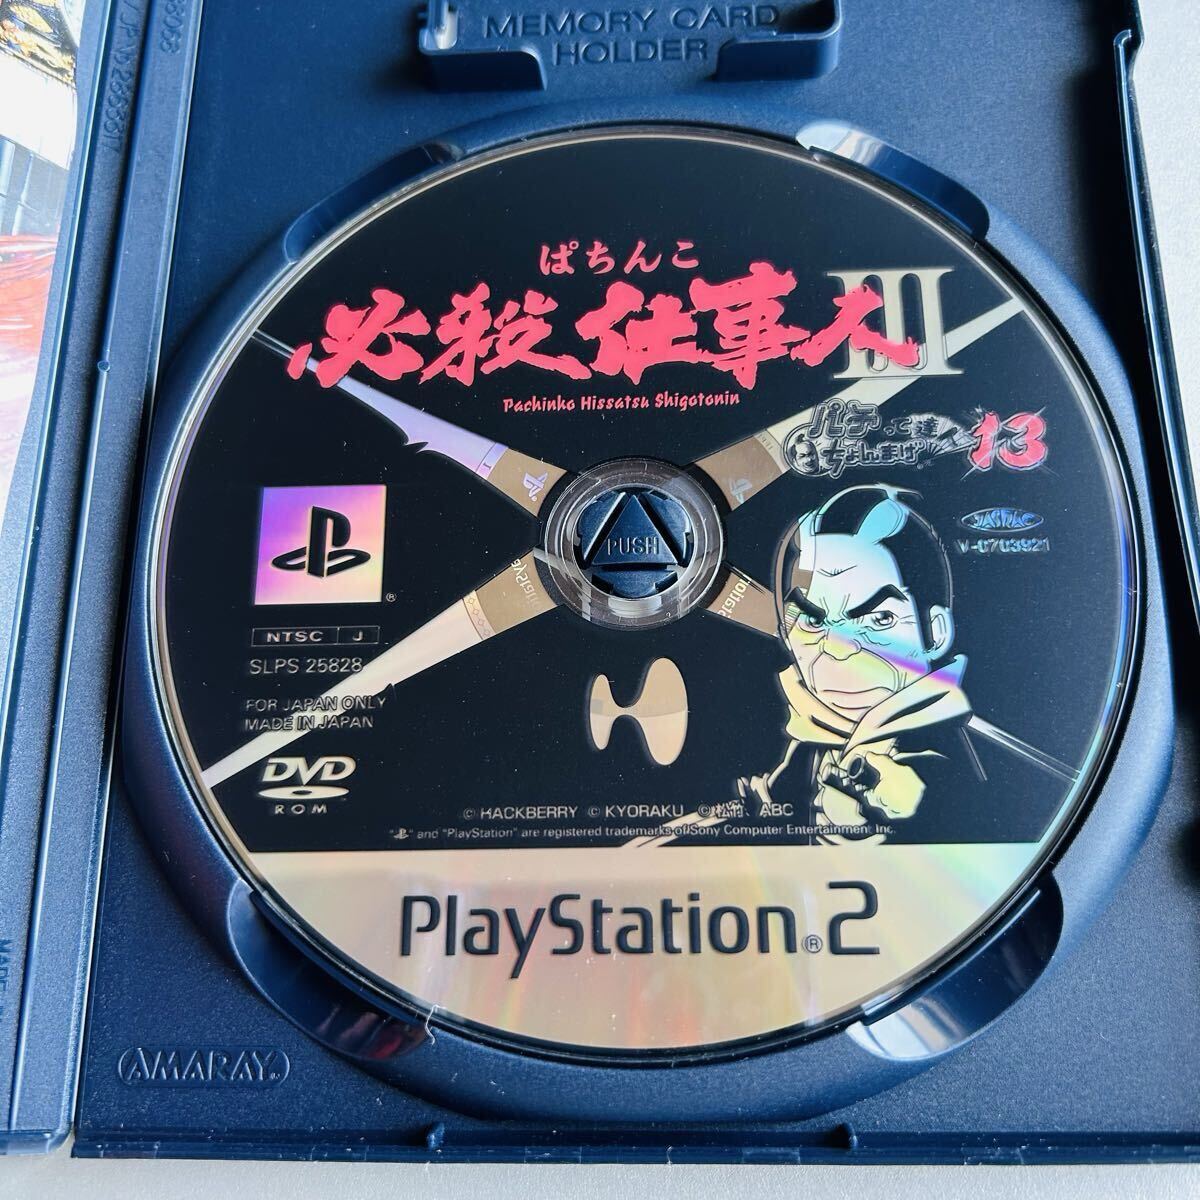 MEMORY CARD
HOLDER
ぱちんこ
必殺仕事人 III
Pachinko Hissatsu Shigotonin
パチって
ちょんまげ
達人 13
JASRAC
V-0703921
PUSH
NTSC J
SLPS 25828
FOR JAPAN ONLY
MADE IN JAPAN
DVD
ROM
© HACKBERRY © KYORAKU ©松竹 ABC
and "PlayStation" are registered trademarks of Sony Computer Entertainment Inc.
PlayStation®2
AMARAY